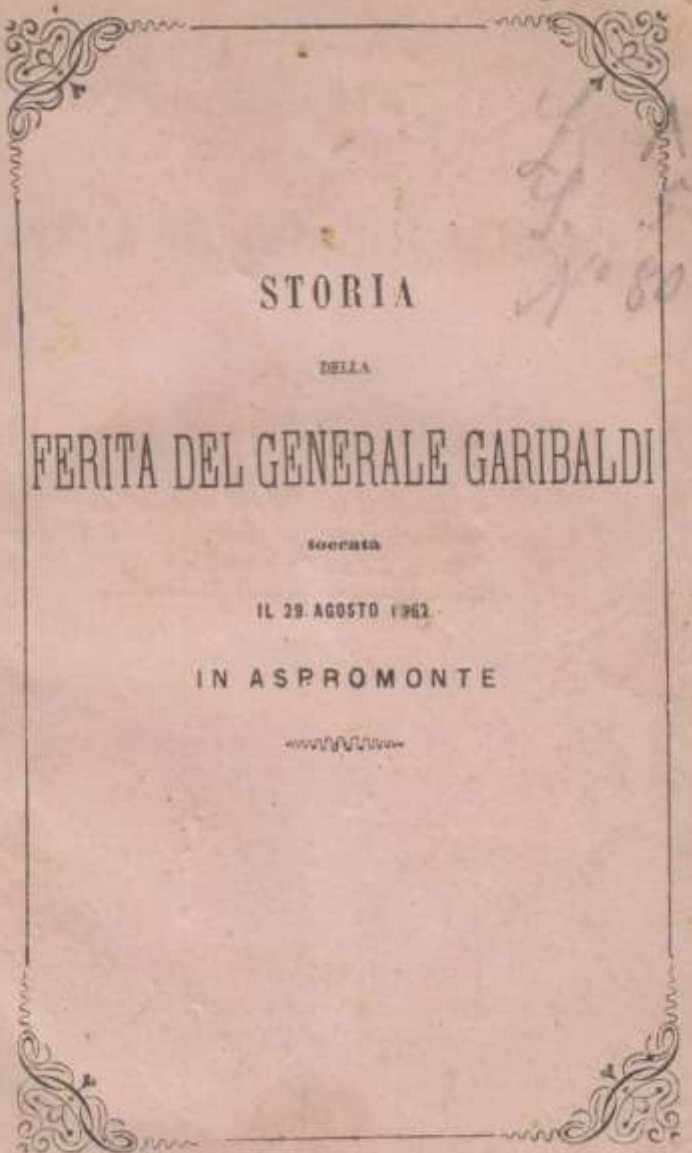 STORIA
DELLA
FERITA DEL GENERALE GARIBALDI
toccata
IL 29 AGOSTO 1862
IN ASPROMONTE